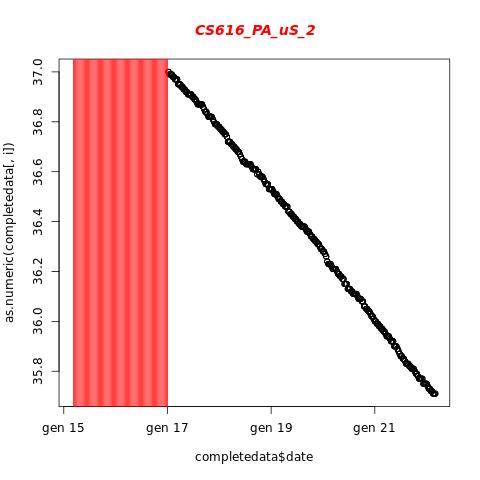 CS616_PA_uS_2
as.numeric(completedata[, i])
37.0
36.8
36.6
36.4
36.2
36.0
35.8
gen 15
gen 17
gen 19
gen 21
completedata$date